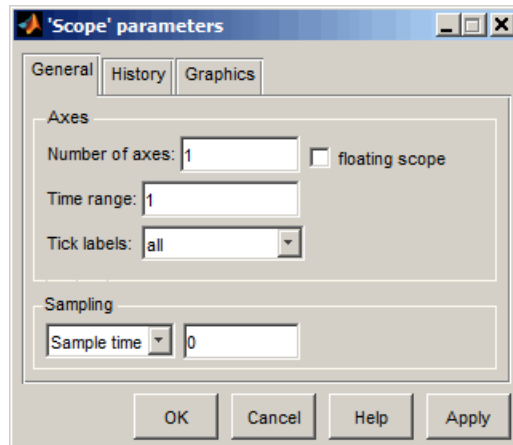 'Scope' parameters
General History Graphics
Axes
Number of axes: 1 floating scope
Time range: 1
Tick labels: all
Sampling
Sample time 0
OK Cancel Help Apply